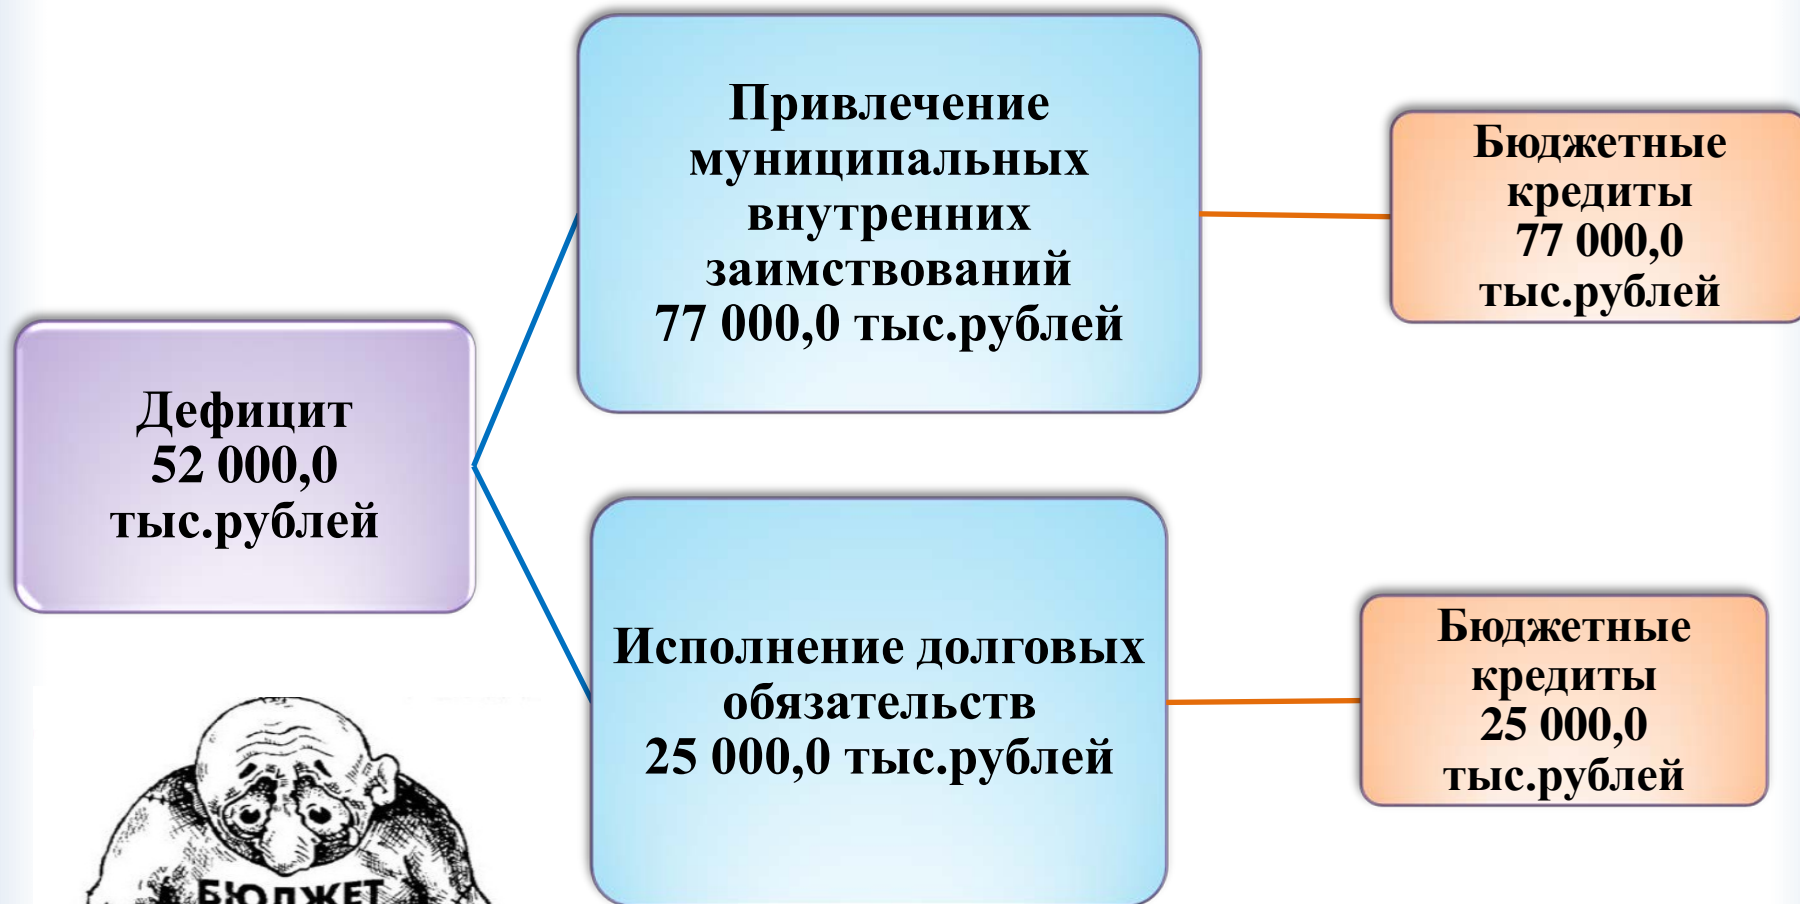 Привлечение
муниципальных
внутренних
заимствований
77 000,0 тыс.рублей
Бюджетные
кредиты
77 000,0
тыс.рублей
Дефицит
52 000,0
тыс.рублей
Исполнение долговых
обязательств
25 000,0 тыс.рублей
Бюджетные
кредиты
25 000,0
тыс.рублей
БЮДЖЕТ